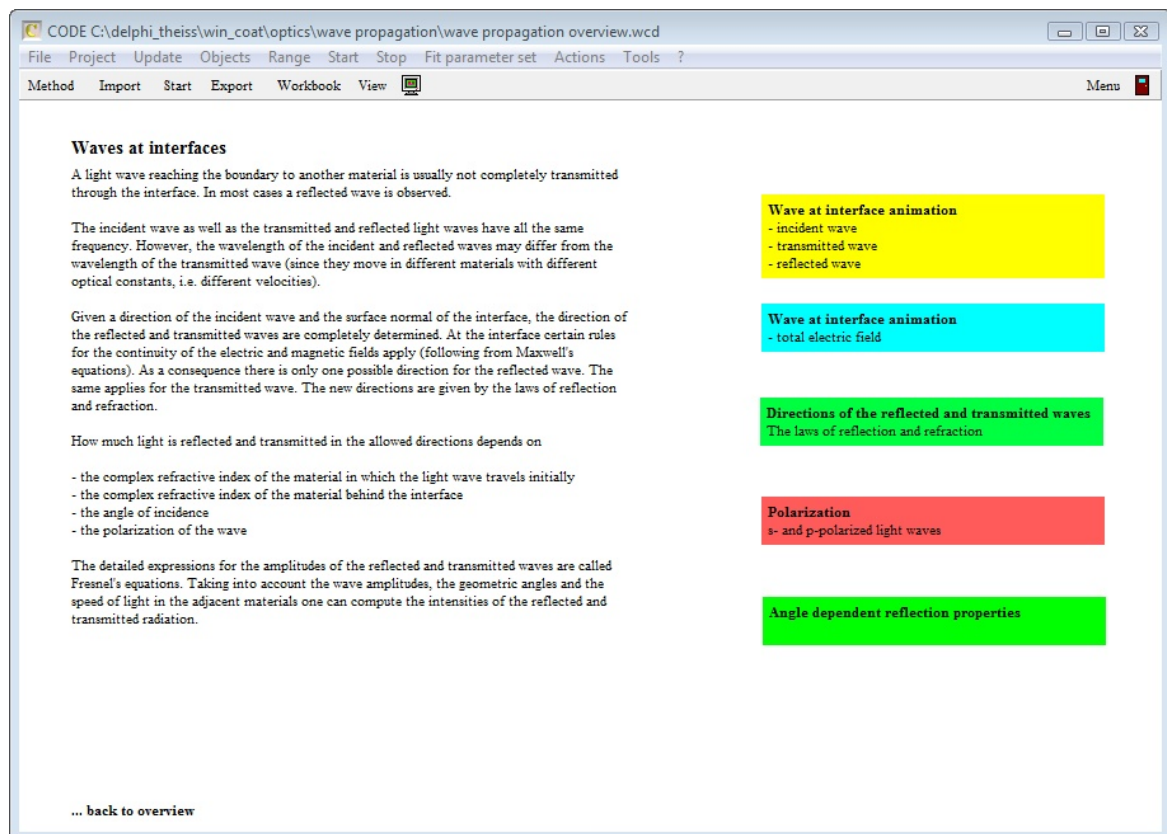 CODE C:\delphi_theiss\win_coat\optics\wave propagation\wave propagation overview.wcd
File Project Update Objects Range Start Stop Fit parameter set Actions Tools ?
Method Import Start Export Workbook View Menu
Waves at interfaces
A light wave reaching the boundary to another material is usually not completely transmitted
through the interface. In most cases a reflected wave is observed.
The incident wave as well as the transmitted and reflected light waves have all the same
frequency. However, the wavelength of the incident and reflected waves may differ from the
wavelength of the transmitted wave (since they move in different materials with different
optical constants, i.e. different velocities).
Given a direction of the incident wave and the surface normal of the interface, the direction of
the reflected and transmitted waves are completely determined. At the interface certain rules
for the continuity of the electric and magnetic fields apply (following from Maxwell's
equations). As a consequence there is only one possible direction for the reflected wave. The
same applies for the transmitted wave. The new directions are given by the laws of reflection
and refraction.
How much light is reflected and transmitted in the allowed directions depends on
- the complex refractive index of the material in which the light wave travels initially
- the complex refractive index of the material behind the interface
- the angle of incidence
- the polarization of the wave
The detailed expressions for the amplitudes of the reflected and transmitted waves are called
Fresnel's equations. Taking into account the wave amplitudes, the geometric angles and the
speed of light in the adjacent materials one can compute the intensities of the reflected and
transmitted radiation.
... back to overview
Wave at interface animation
- incident wave
- transmitted wave
- reflected wave
Wave at interface animation
- total electric field
Directions of the reflected and transmitted waves
The laws of reflection and refraction
Polarization
s- and p-polarized light waves
Angle dependent reflection properties